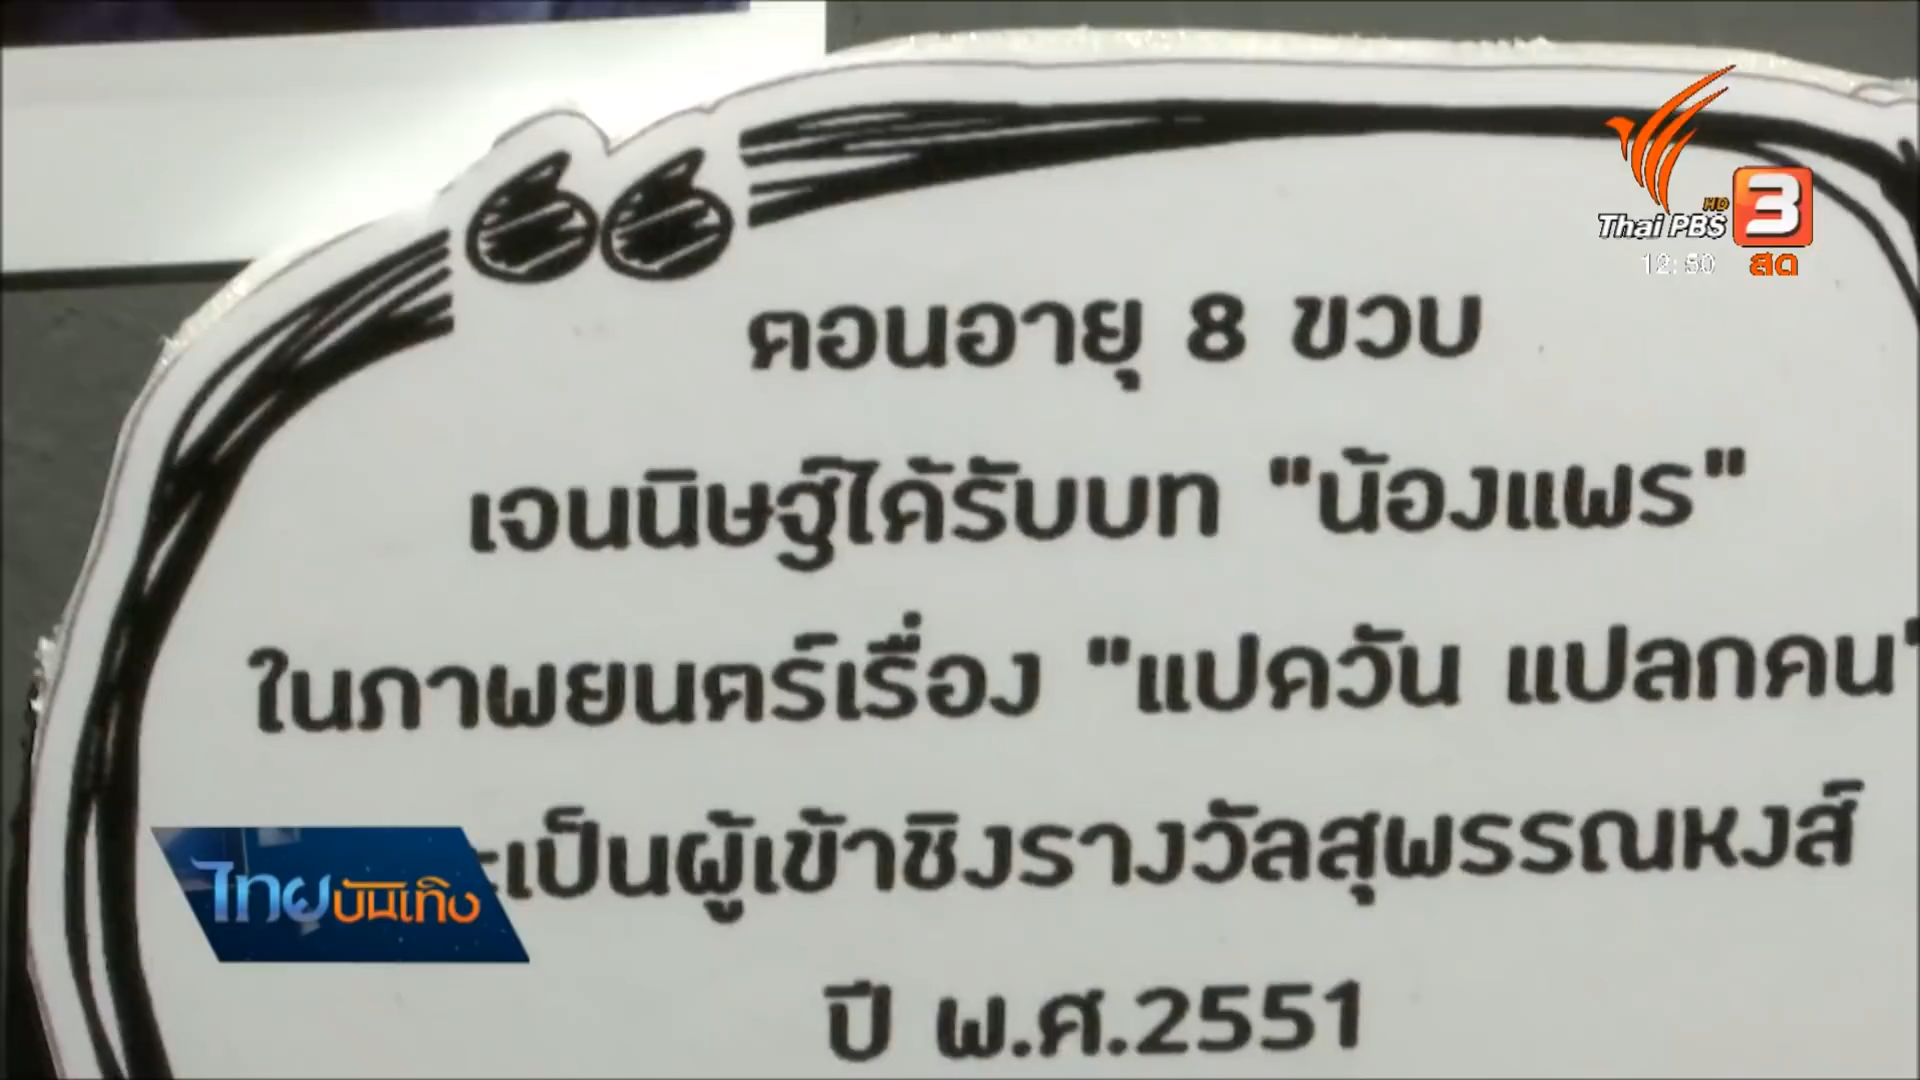 ตอนอายุ 8 ขวบ
เจนนิษฐ์ได้รับบท "น้องแพร"
ในภาพยนตร์เรื่อง "แปดวัน แปลกคน"
เป็นผู้เข้าชิงรางวัลสุพรรณหงส์
ปี พ.ศ.2551
Thai PBS HD 3
12:50 สด
ไทยบันเทิง